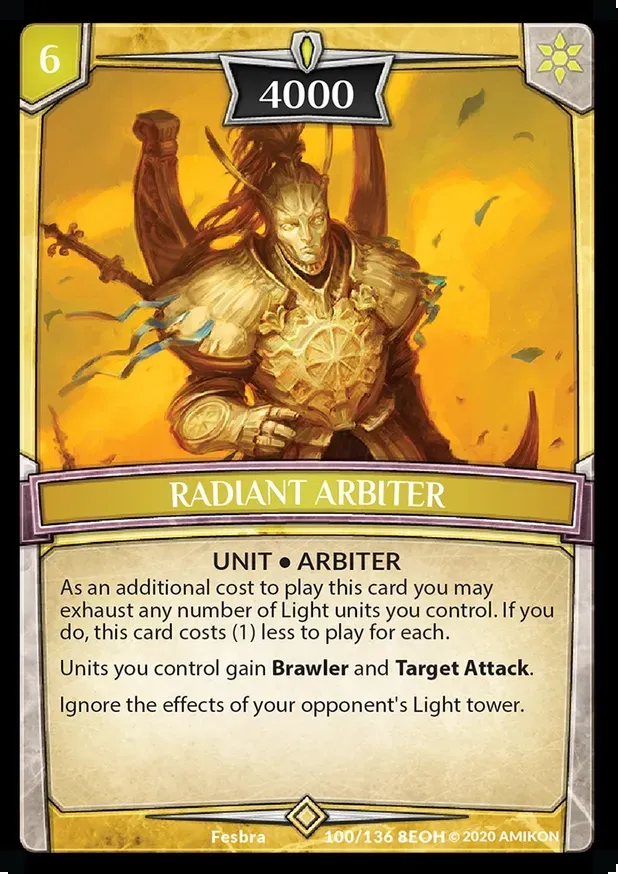 6
4000
RADIANT ARBITER
UNIT • ARBITER
As an additional cost to play this card you may
exhaust any number of Light units you control. If you
do, this card costs (1) less to play for each.
Units you control gain Brawler and Target Attack.
Ignore the effects of your opponent's Light tower.
Fesbra 100/136 8EOH © 2020 AMIKON